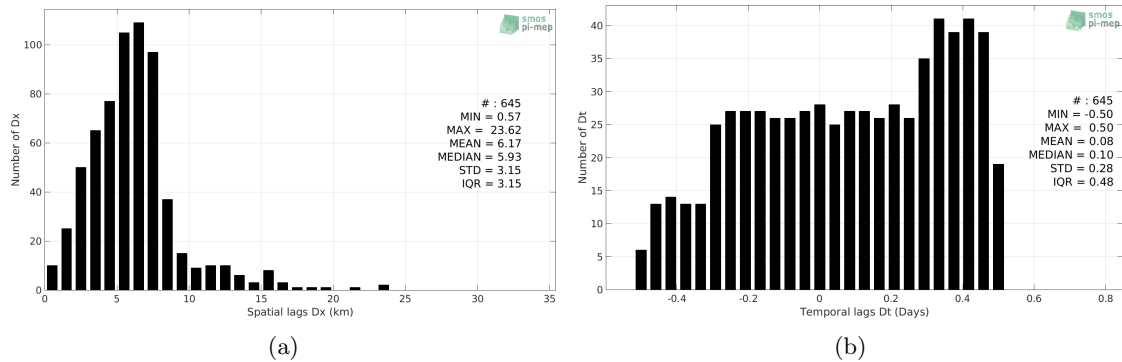 smos
pi-mep
Number of Dx
100
80
60
40
20
0
# : 645
MIN = 0.57
MAX = 23.62
MEAN = 6.17
MEDIAN = 5.93
STD = 3.15
IQR = 3.15
0 5 10 15 20 25 30 35
Spatial lags Dx (km)
(a)
smos
pi-mep
Number of Dt
40
35
30
25
20
15
10
5
0
# : 645
MIN = -0.50
MAX = 0.50
MEAN = 0.08
MEDIAN = 0.10
STD = 0.28
IQR = 0.48
-0.4 -0.2 0 0.2 0.4 0.6 0.8
Temporal lags Dt (Days)
(b)